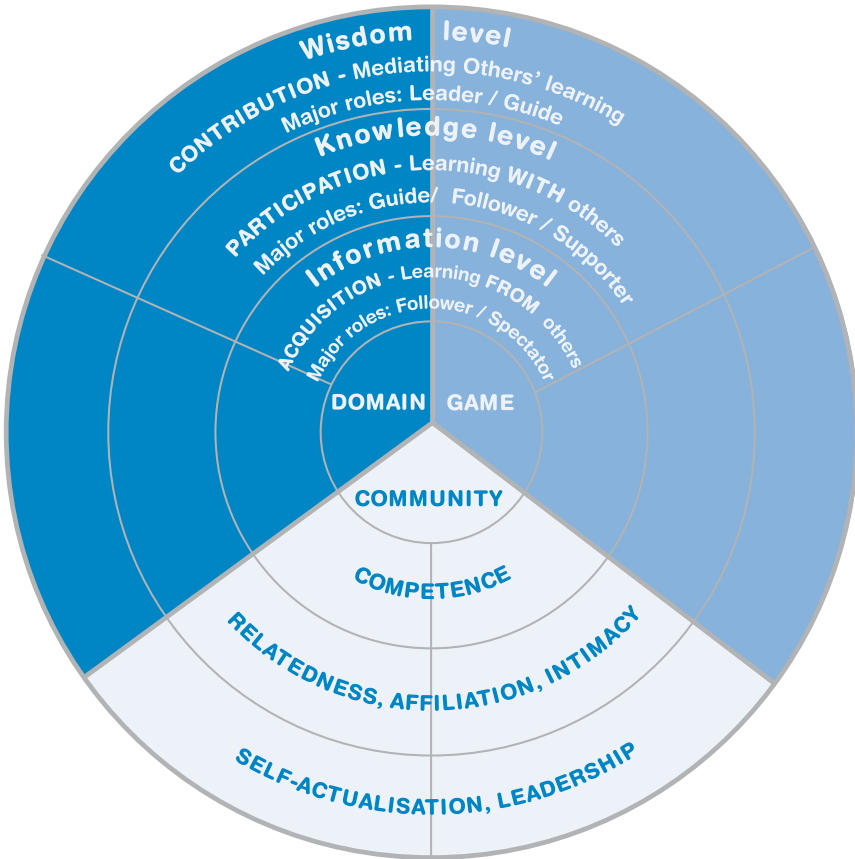 Wisdom level
CONTRIBUTION - Mediating Others’ learning
Major roles: Leader / Guide
Knowledge level
PARTICIPATION - Learning WITH others
Major roles: Guide/ Follower / Supporter
Information level
ACQUISITION - Learning FROM others
Major roles: Follower / Spectator
DOMAIN
GAME
COMMUNITY
COMPETENCE
RELATEDNESS, AFFILIATION, INTIMACY
SELF-ACTUALISATION, LEADERSHIP